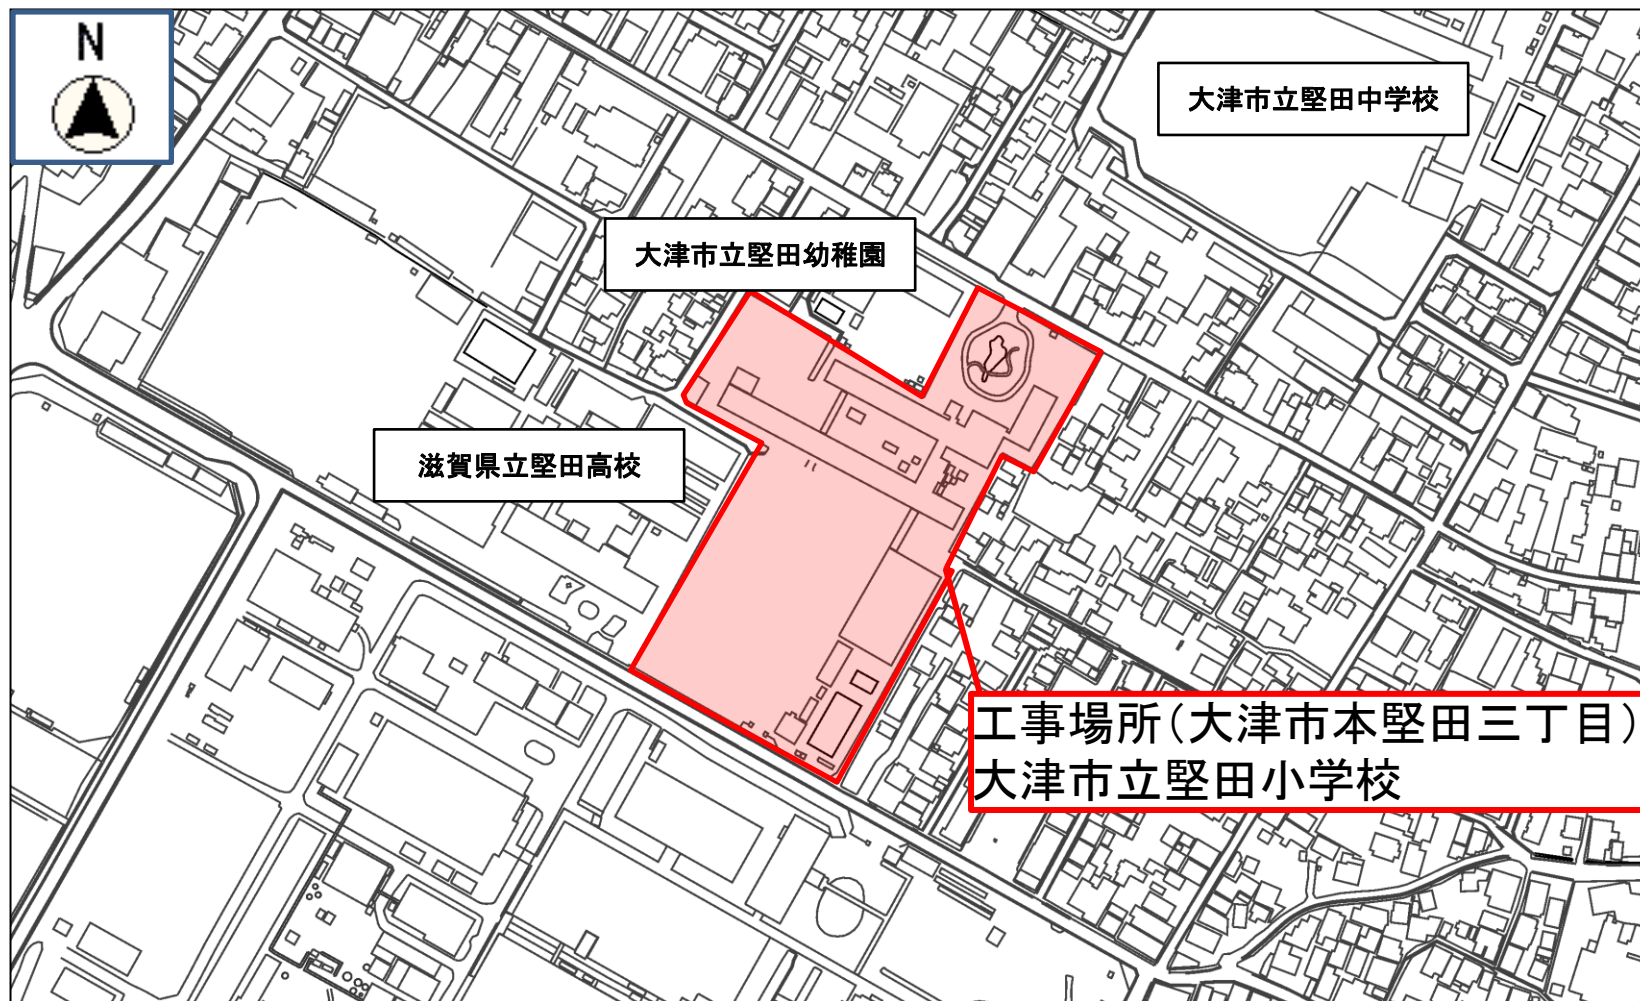 N
大津市立堅田中学校
大津市立堅田幼稚園
滋賀県立堅田高校
工事場所(大津市本堅田三丁目)
大津市立堅田小学校